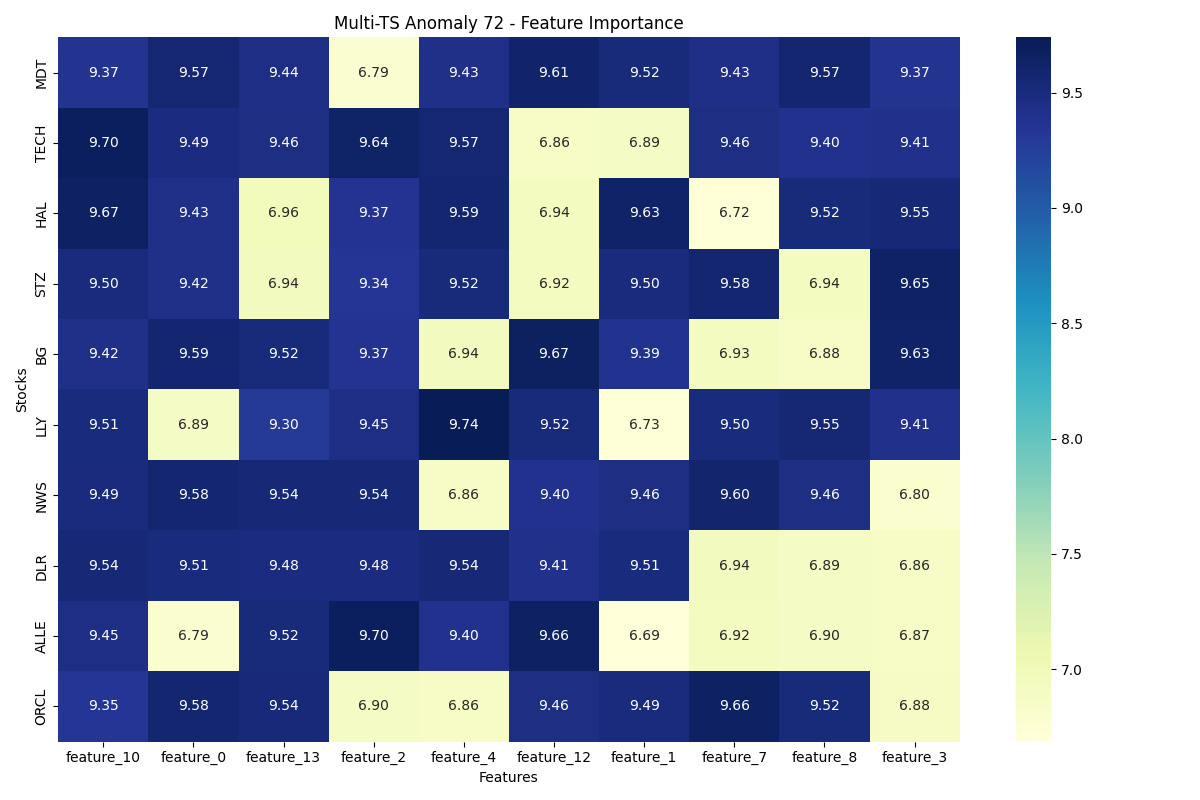 Multi-TS Anomaly 72 - Feature Importance
Stocks
MDT 9.37 9.57 9.44 6.79 9.43 9.61 9.52 9.43 9.57 9.37
TECH 9.70 9.49 9.46 9.64 9.57 6.86 6.89 9.46 9.40 9.41
HAL 9.67 9.43 6.96 9.37 9.59 6.94 9.63 6.72 9.52 9.55
STZ 9.50 9.42 6.94 9.34 9.52 6.92 9.50 9.58 6.94 9.65
BG 9.42 9.59 9.52 9.37 6.94 9.67 9.39 6.93 6.88 9.63
LLY 9.51 6.89 9.30 9.45 9.74 9.52 6.73 9.50 9.55 9.41
NWS 9.49 9.58 9.54 9.54 6.86 9.40 9.46 9.60 9.46 6.80
DLR 9.54 9.51 9.48 9.48 9.54 9.41 9.51 6.94 6.89 6.86
ALLE 9.45 6.79 9.52 9.70 9.40 9.66 6.69 6.92 6.90 6.87
ORCL 9.35 9.58 9.54 6.90 6.86 9.46 9.49 9.66 9.52 6.88
feature_10 feature_0 feature_13 feature_2 feature_4 feature_12 feature_1 feature_7 feature_8 feature_3
Features
9.5
9.0
8.5
8.0
7.5
7.0